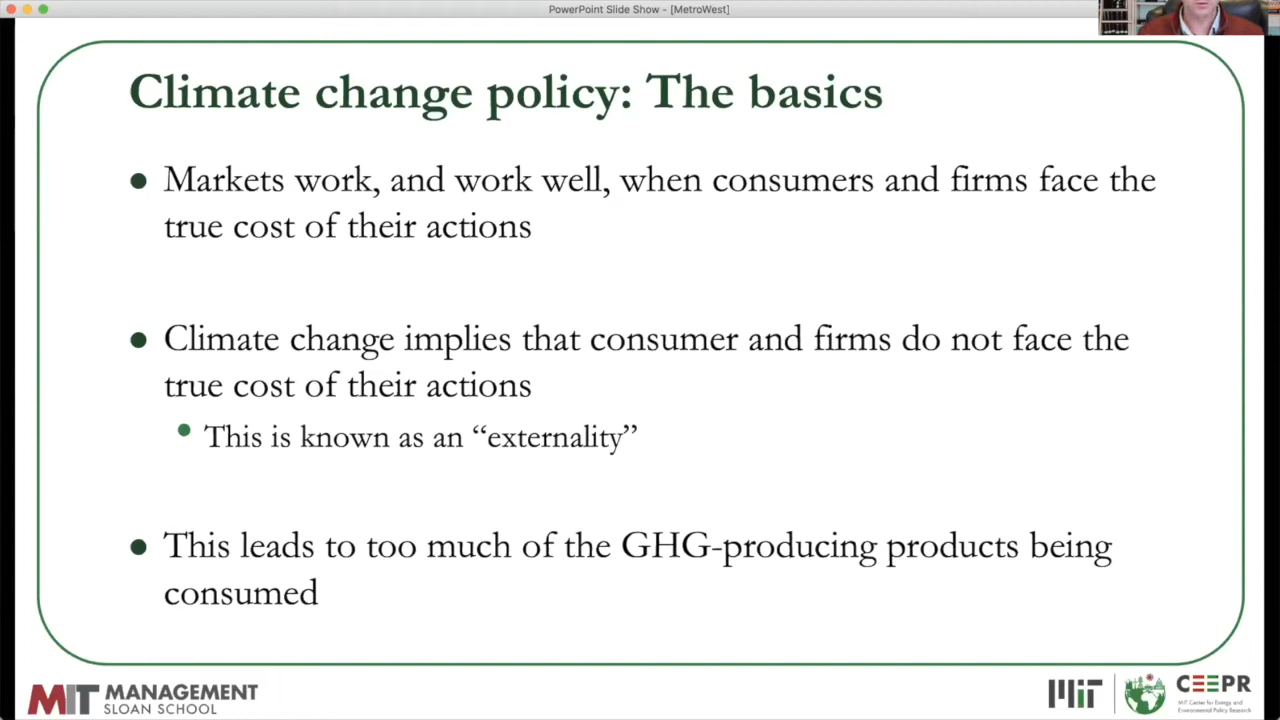 PowerPoint Slide Show - [MetroWest]
Climate change policy: The basics
Markets work, and work well, when consumers and firms face the
true cost of their actions
Climate change implies that consumer and firms do not face the
true cost of their actions
This is known as an “externality”
This leads to too much of the GHG-producing products being
consumed
MIT MANAGEMENT
SLOAN SCHOOL
MIT
CEEPR
MIT Center for Energy and
Environmental Policy Research